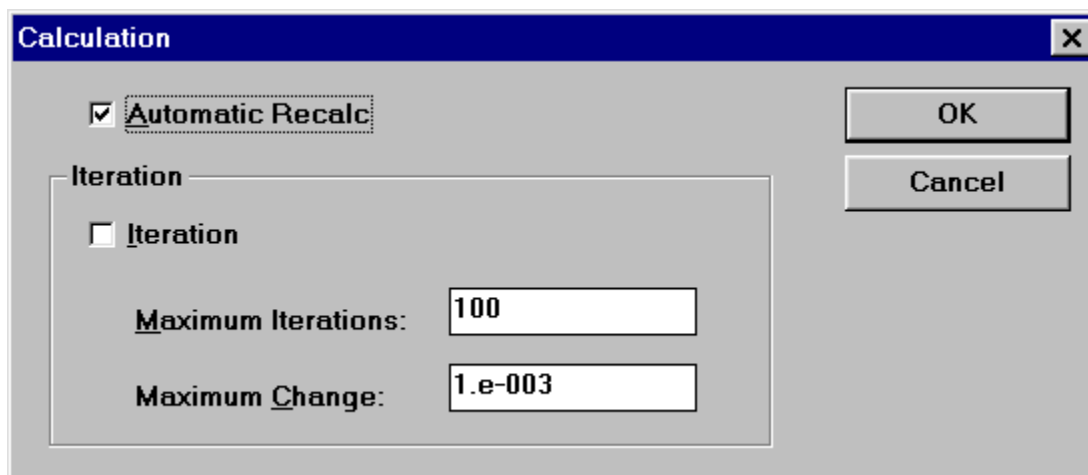 Calculation
Automatic Recalc
OK
Cancel
Iteration
Iteration
Maximum Iterations: 100
Maximum Change: 1.e-003